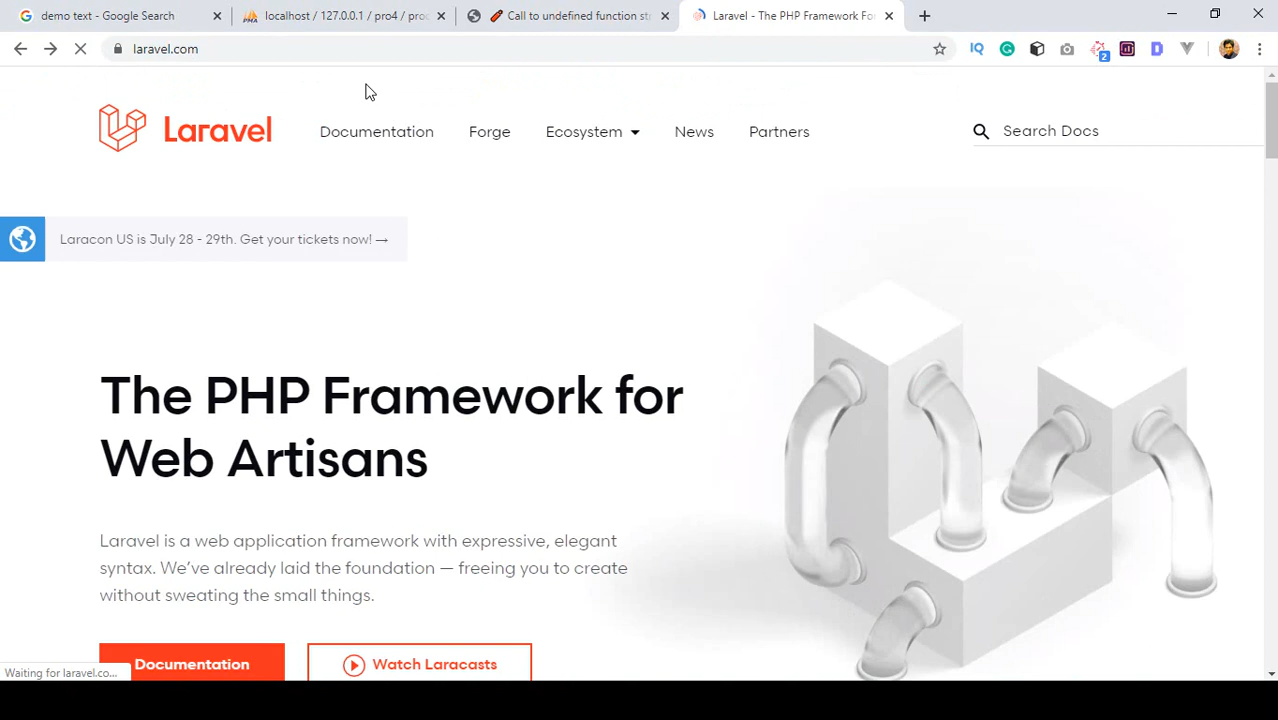 demo text - Google Search
localhost / 127.0.0.1 / pro4 / proc
Call to undefined function st
Laravel - The PHP Framework For
laravel.com
2
Laravel
Documentation
Forge
Ecosystem
News
Partners
Search Docs
Laracon US is July 28 - 29th. Get your tickets now! →
The PHP Framework for
Web Artisans
Laravel is a web application framework with expressive, elegant
syntax. We've already laid the foundation — freeing you to create
without sweating the small things.
Documentation
Watch Laracasts
Waiting for laravel.co...